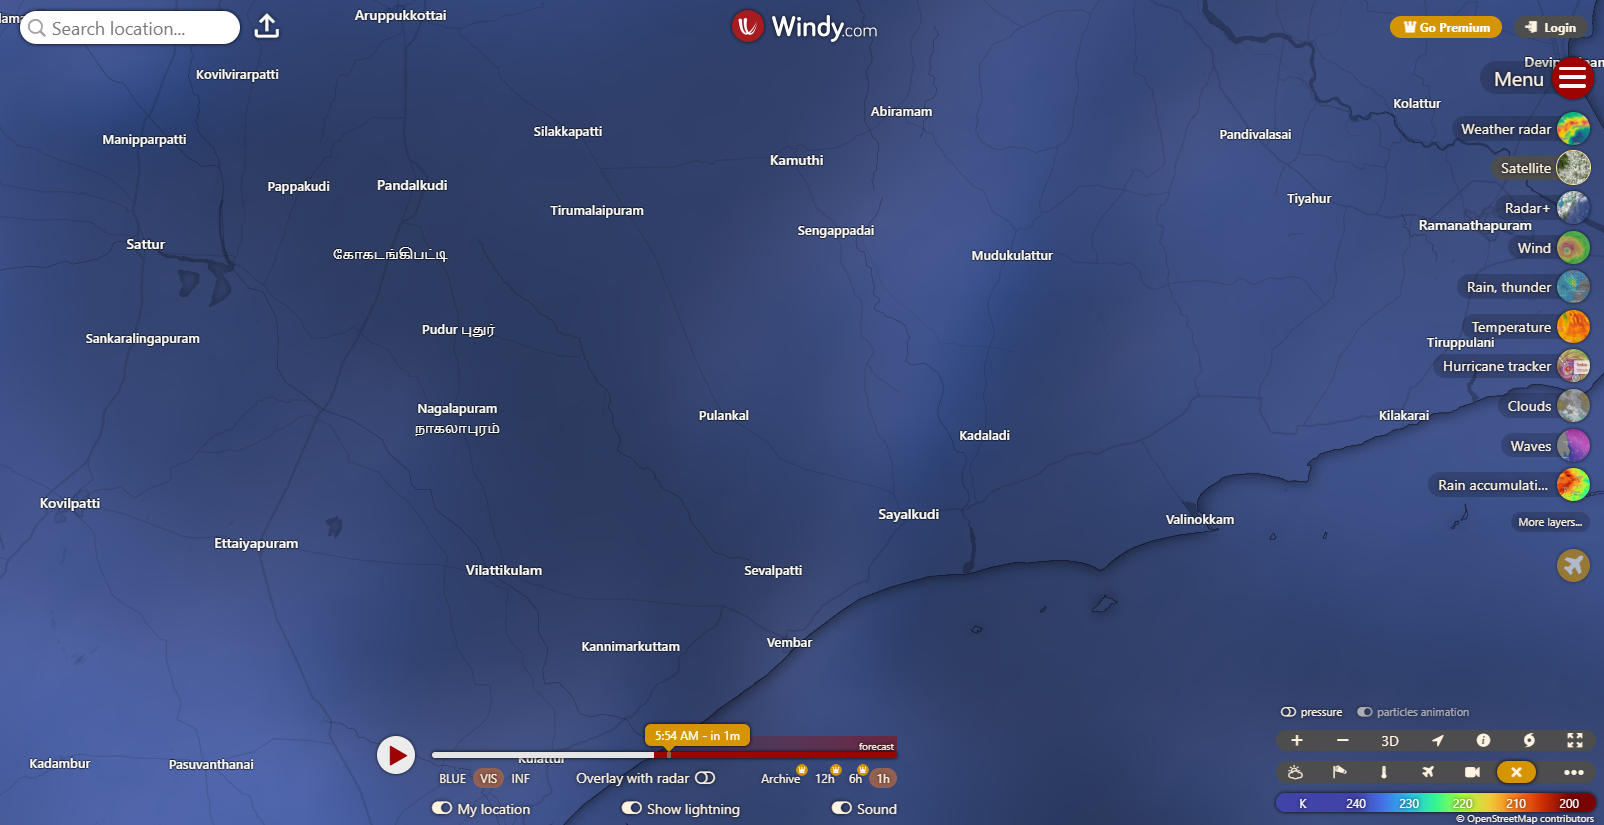 Search location...
Windy.com
Go Premium
Login
Menu
Aruppukkottai
Kovilvirarpatti
Manipparpatti
Silakkapatti
Abiramam
Kolattur
Pandivalasai
Kamuthi
Pappakudi
Pandalkudi
Tirumalaipuram
Tiyahur
Sengappadai
Ramanathapuram
Sattur
கோகடங்கிபட்டி
Mudukulattur
Sankaralingapuram
Pudur புதுர்
Tiruppulani
Nagalapuram
நாகலாபுரம்
Pulankal
Kadaladi
Kilakarai
Kovilpatti
Sayalkudi
Valinokkam
Ettaiyapuram
Vilattikulam
Sevalpatti
Kannimarkuttam
Vembar
Kadambur
Pasuvanthanai
Weather radar
Satellite
Radar+
Wind
Rain, thunder
Temperature
Hurricane tracker
Clouds
Waves
Rain accumulati...
More layers...
5:54 AM - in 1m
forecast
BLUE VIS INF
Overlay with radar
Archive 12h 6h 1h
My location
Show lightning
Sound
pressure
particles animation
+ − 3D
K 240 230 220 210 200
© OpenStreetMap contributors